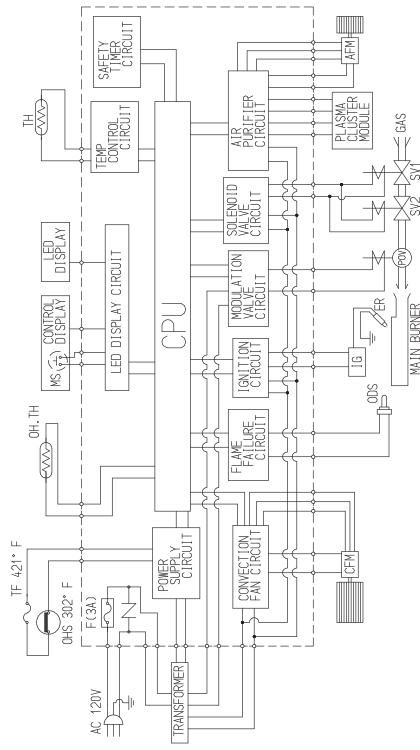 TH
SAFETY
TIMER
CIRCUIT
TEMP
CONTROL
CIRCUIT
LED
DISPLAY
CONTROL
DISPLAY
MS
LED DISPLAY CIRCUIT
OH.TH
TF 421° F
OHS 302° F
F(3A)
AC 120V
TRANSFORMER
POWER
SUPPLY
CIRCUIT
CPU
AIR
PURIFIER
CIRCUIT
SOLENOID
VALVE
CIRCUIT
MODULATION
VALVE CIRCUIT
IGNITION
CIRCUIT
FLAME
FAILURE
CIRCUIT
CONVECTION
FAN CIRCUIT
AFM
PLASMA
CLUSTER
MODULE
GAS
SV1
SV2
POV
MAIN BURNER
ER
IG
ODS
CFM